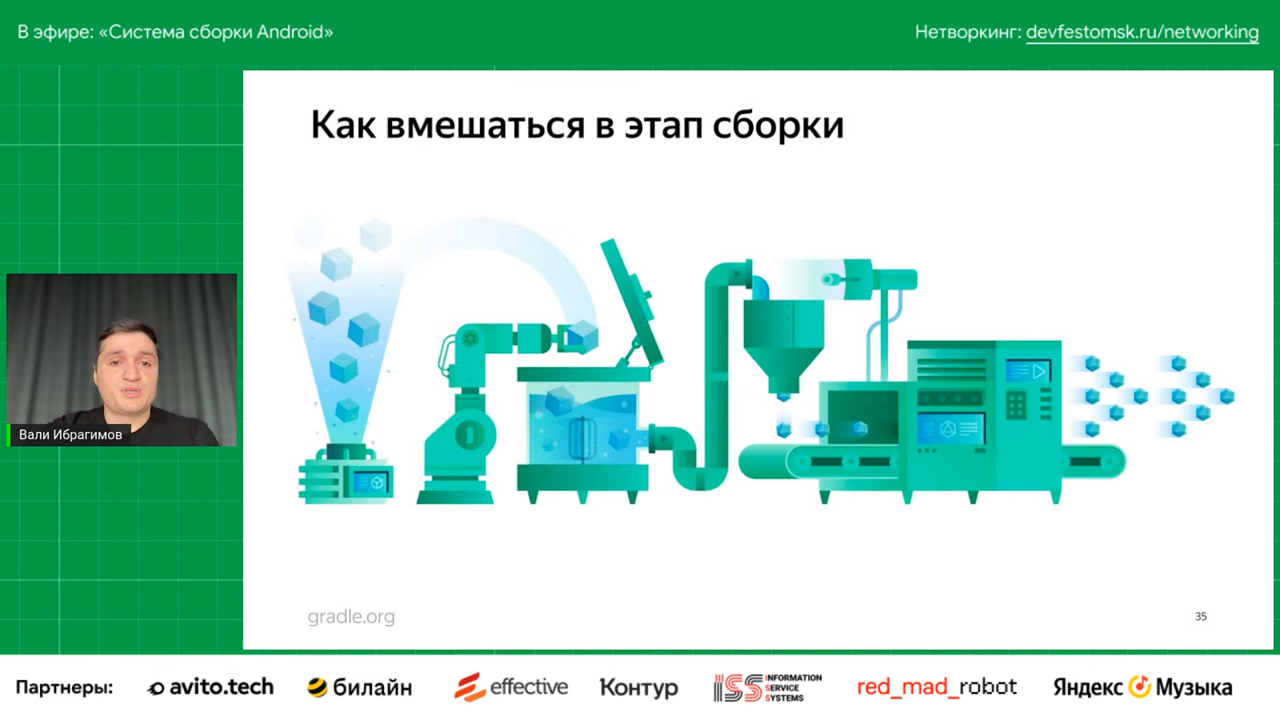 В эфире: «Система сборки Android»
Нетворкинг: devfestomsk.ru/networking
Как вмешаться в этап сборки
Вали Ибрагимов
gradle.org
35
Партнеры:
avito.tech
билайн
effective
Контур
ISS INFORMATION
SERVICE
SYSTEMS
red_mad_robot
Яндекс Музыка